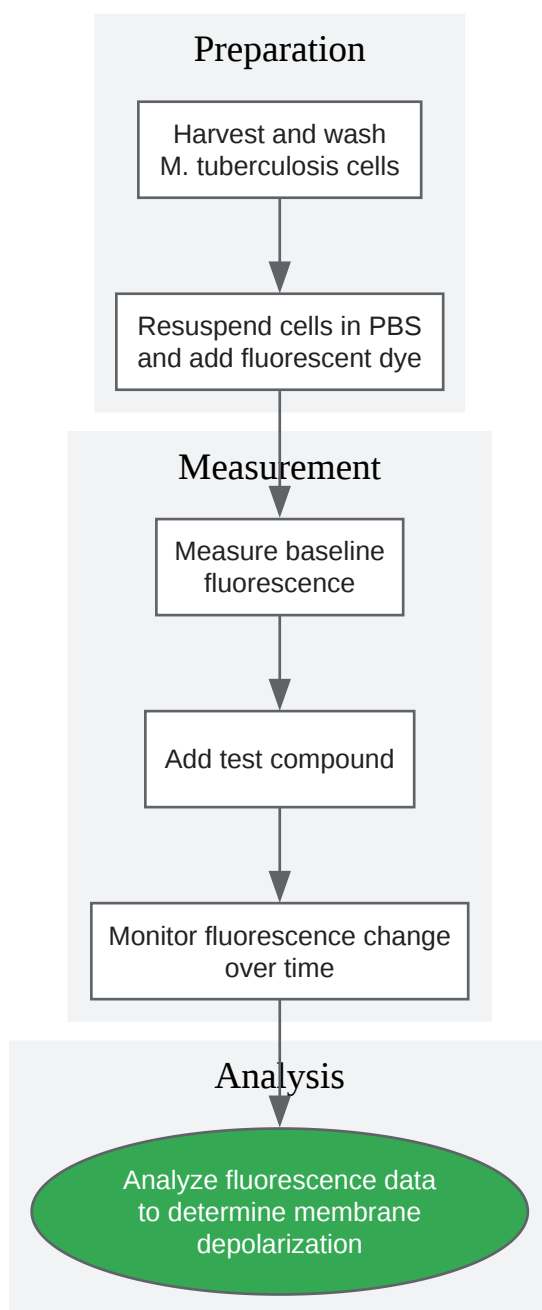 Preparation
Harvest and wash
M. tuberculosis cells
Resuspend cells in PBS
and add fluorescent dye
Measurement
Measure baseline
fluorescence
Add test compound
Monitor fluorescence change
over time
Analysis
Analyze fluorescence data
to determine membrane
depolarization